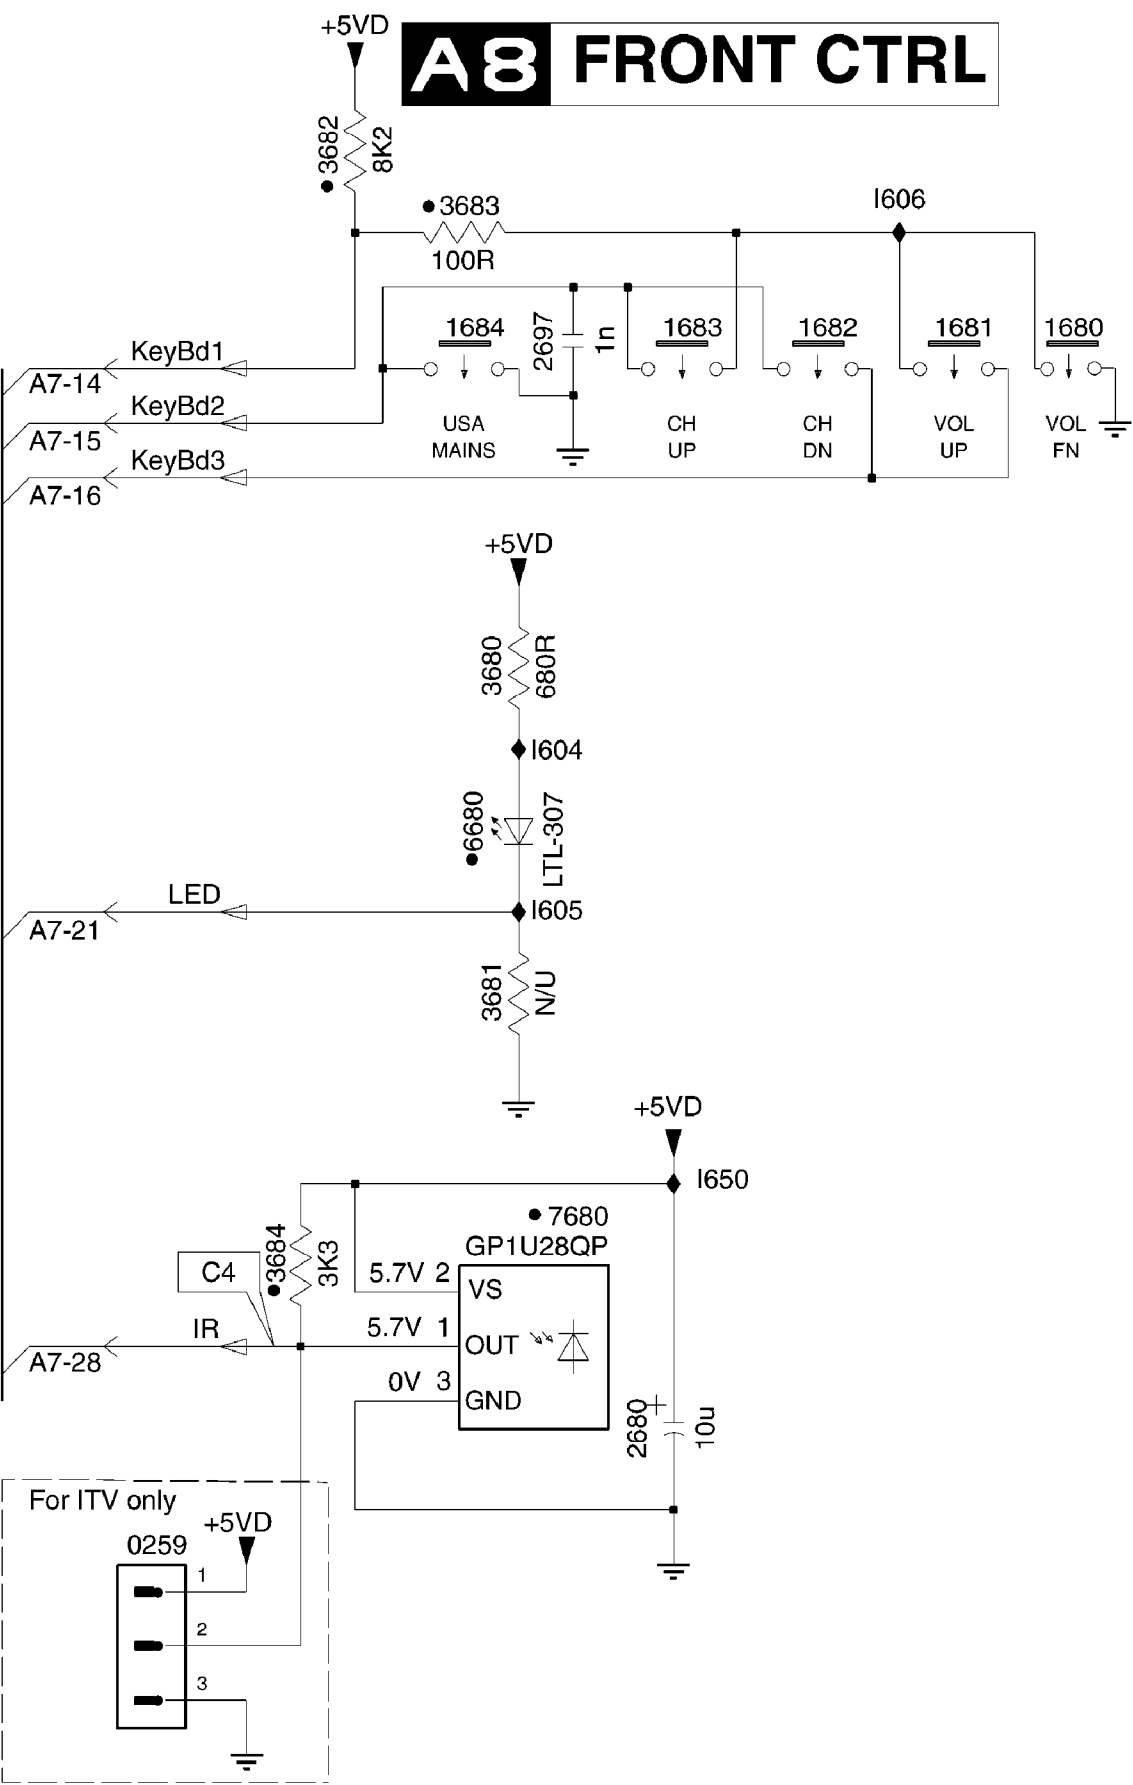 +5VD
A8 FRONT CTRL
3682
8K2
3683
100R
I606
1684
2697
1n
1683
1682
1681
1680
KeyBd1
A7-14
KeyBd2
A7-15
KeyBd3
A7-16
USA
MAINS
CH
UP
CH
DN
VOL
UP
VOL
FN
+5VD
3680
680R
I604
6680
LTL-307
LED
A7-21
I605
3681
N/U
+5VD
I650
7680
GP1U28QP
3684
3K3
C4
5.7V 2 VS
IR
5.7V 1 OUT
A7-28
0V 3 GND
2680
+
10u
For ITV only
+5VD
0259
1
2
3